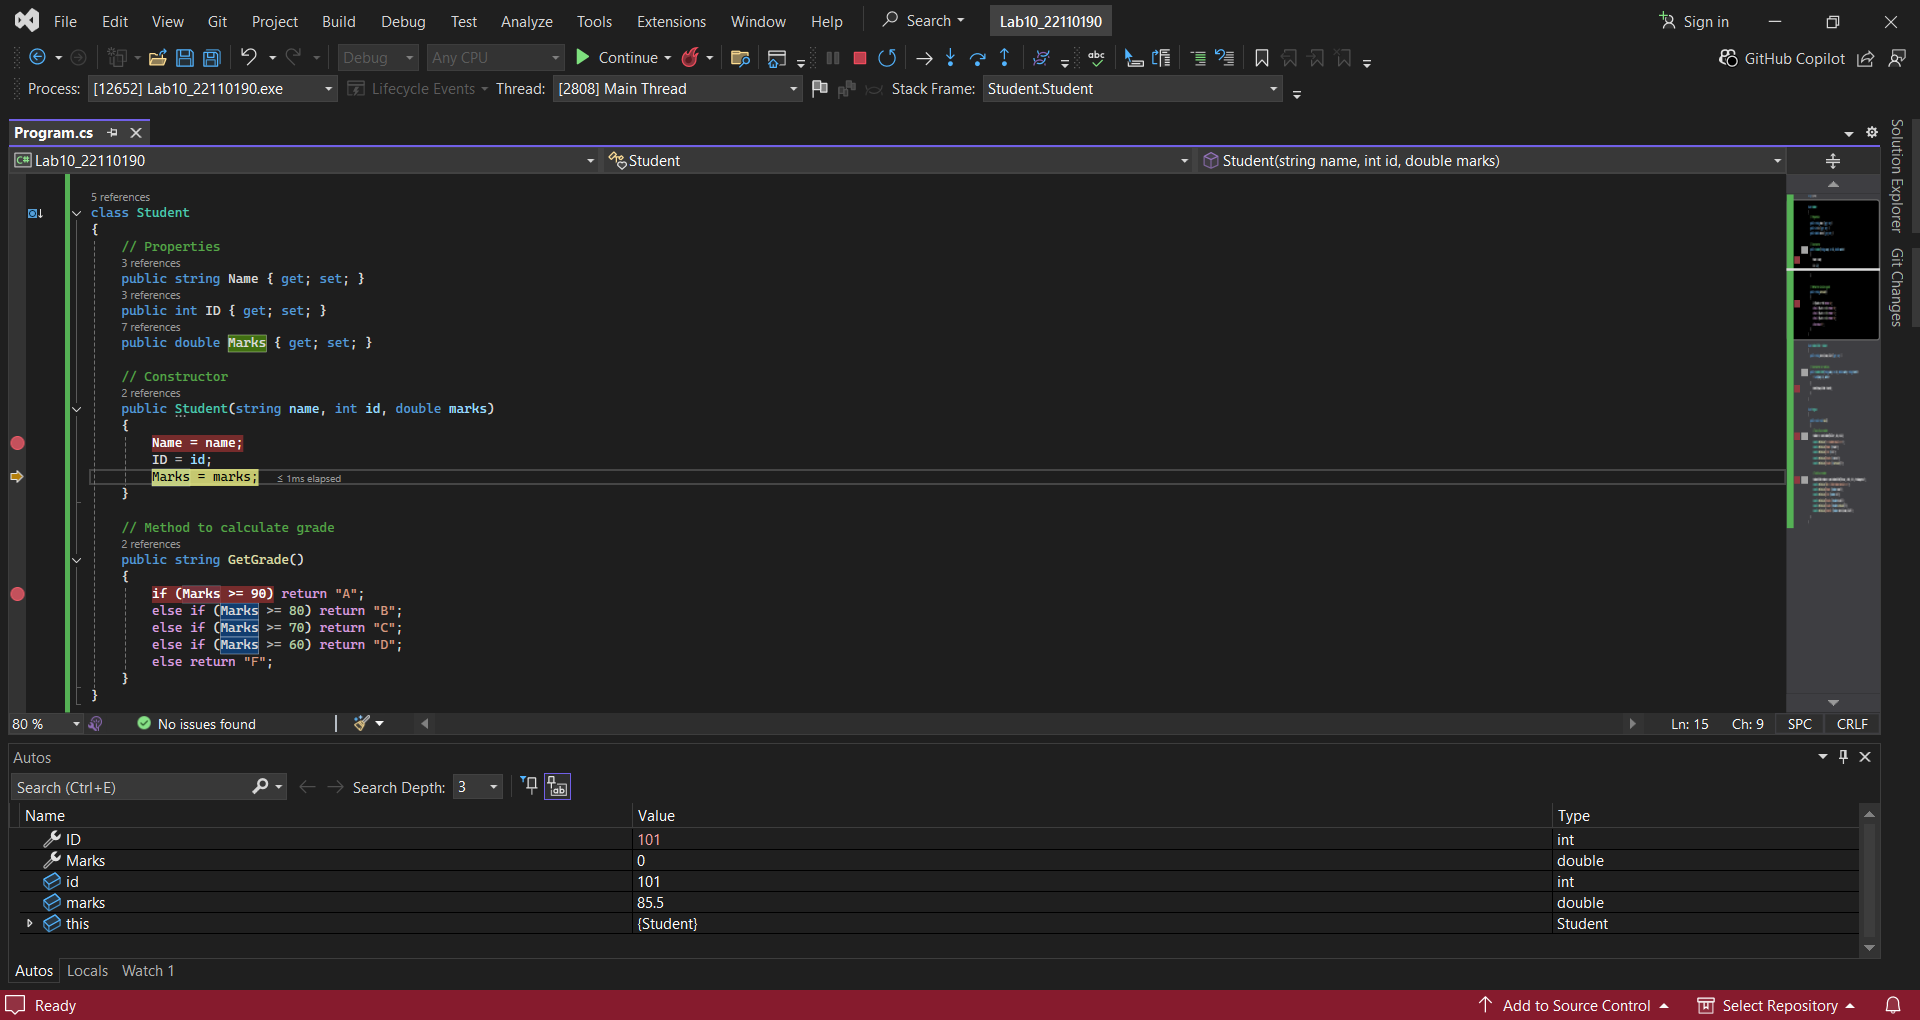 File Edit View Git Project Build Debug Test Analyze Tools Extensions Window Help Search Lab10_22110190 Sign in
Debug Any CPU Continue abc GitHub Copilot
Process: [12652] Lab10_22110190.exe Lifecycle Events Thread: [2808] Main Thread Stack Frame: Student.Student
Program.cs
C# Lab10_22110190 Student Student(string name, int id, double marks)
Solution Explorer
Git Changes
5 references
class Student
{
// Properties
3 references
public string Name { get; set; }
3 references
public int ID { get; set; }
7 references
public double Marks { get; set; }
// Constructor
2 references
public Student(string name, int id, double marks)
{
Name = name;
ID = id;
Marks = marks; ≤ 1ms elapsed
}
// Method to calculate grade
2 references
public string GetGrade()
{
if (Marks >= 90) return "A";
else if (Marks >= 80) return "B";
else if (Marks >= 70) return "C";
else if (Marks >= 60) return "D";
else return "F";
}
}
80 % No issues found Ln: 15 Ch: 9 SPC CRLF
Autos
Search (Ctrl+E) Search Depth: 3
Name Value Type
ID 101 int
Marks 0 double
id 101 int
marks 85.5 double
this {Student} Student
Autos Locals Watch 1
Ready Add to Source Control Select Repository